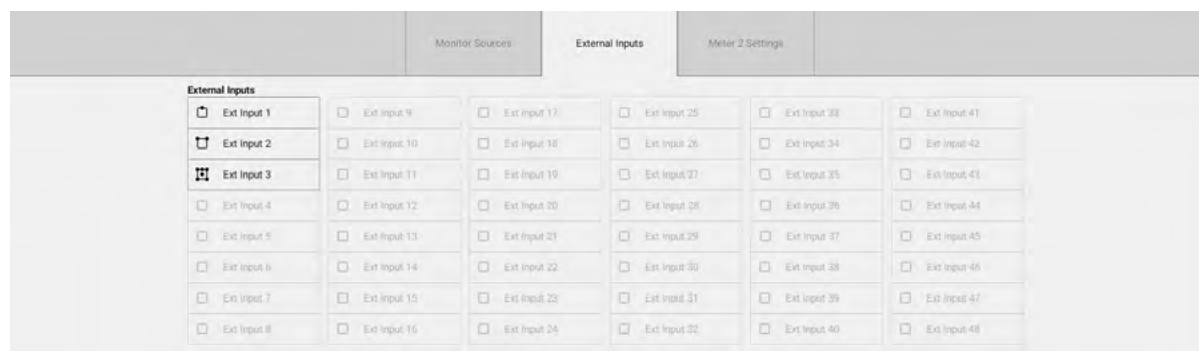 Monitor Sources External Inputs Meter 2 Settings
External Inputs
Ext Input 1 Ext Input 9 Ext Input 17 Ext Input 25 Ext Input 33 Ext Input 41
Ext Input 2 Ext Input 10 Ext Input 18 Ext Input 26 Ext Input 34 Ext Input 42
Ext Input 3 Ext Input 11 Ext Input 19 Ext Input 27 Ext Input 35 Ext Input 43
Ext Input 4 Ext Input 12 Ext Input 20 Ext Input 28 Ext Input 36 Ext Input 44
Ext Input 5 Ext Input 13 Ext Input 21 Ext Input 29 Ext Input 37 Ext Input 45
Ext Input 6 Ext Input 14 Ext Input 22 Ext Input 30 Ext Input 38 Ext Input 46
Ext Input 7 Ext Input 15 Ext Input 23 Ext Input 31 Ext Input 39 Ext Input 47
Ext Input 8 Ext Input 16 Ext Input 24 Ext Input 32 Ext Input 40 Ext Input 48